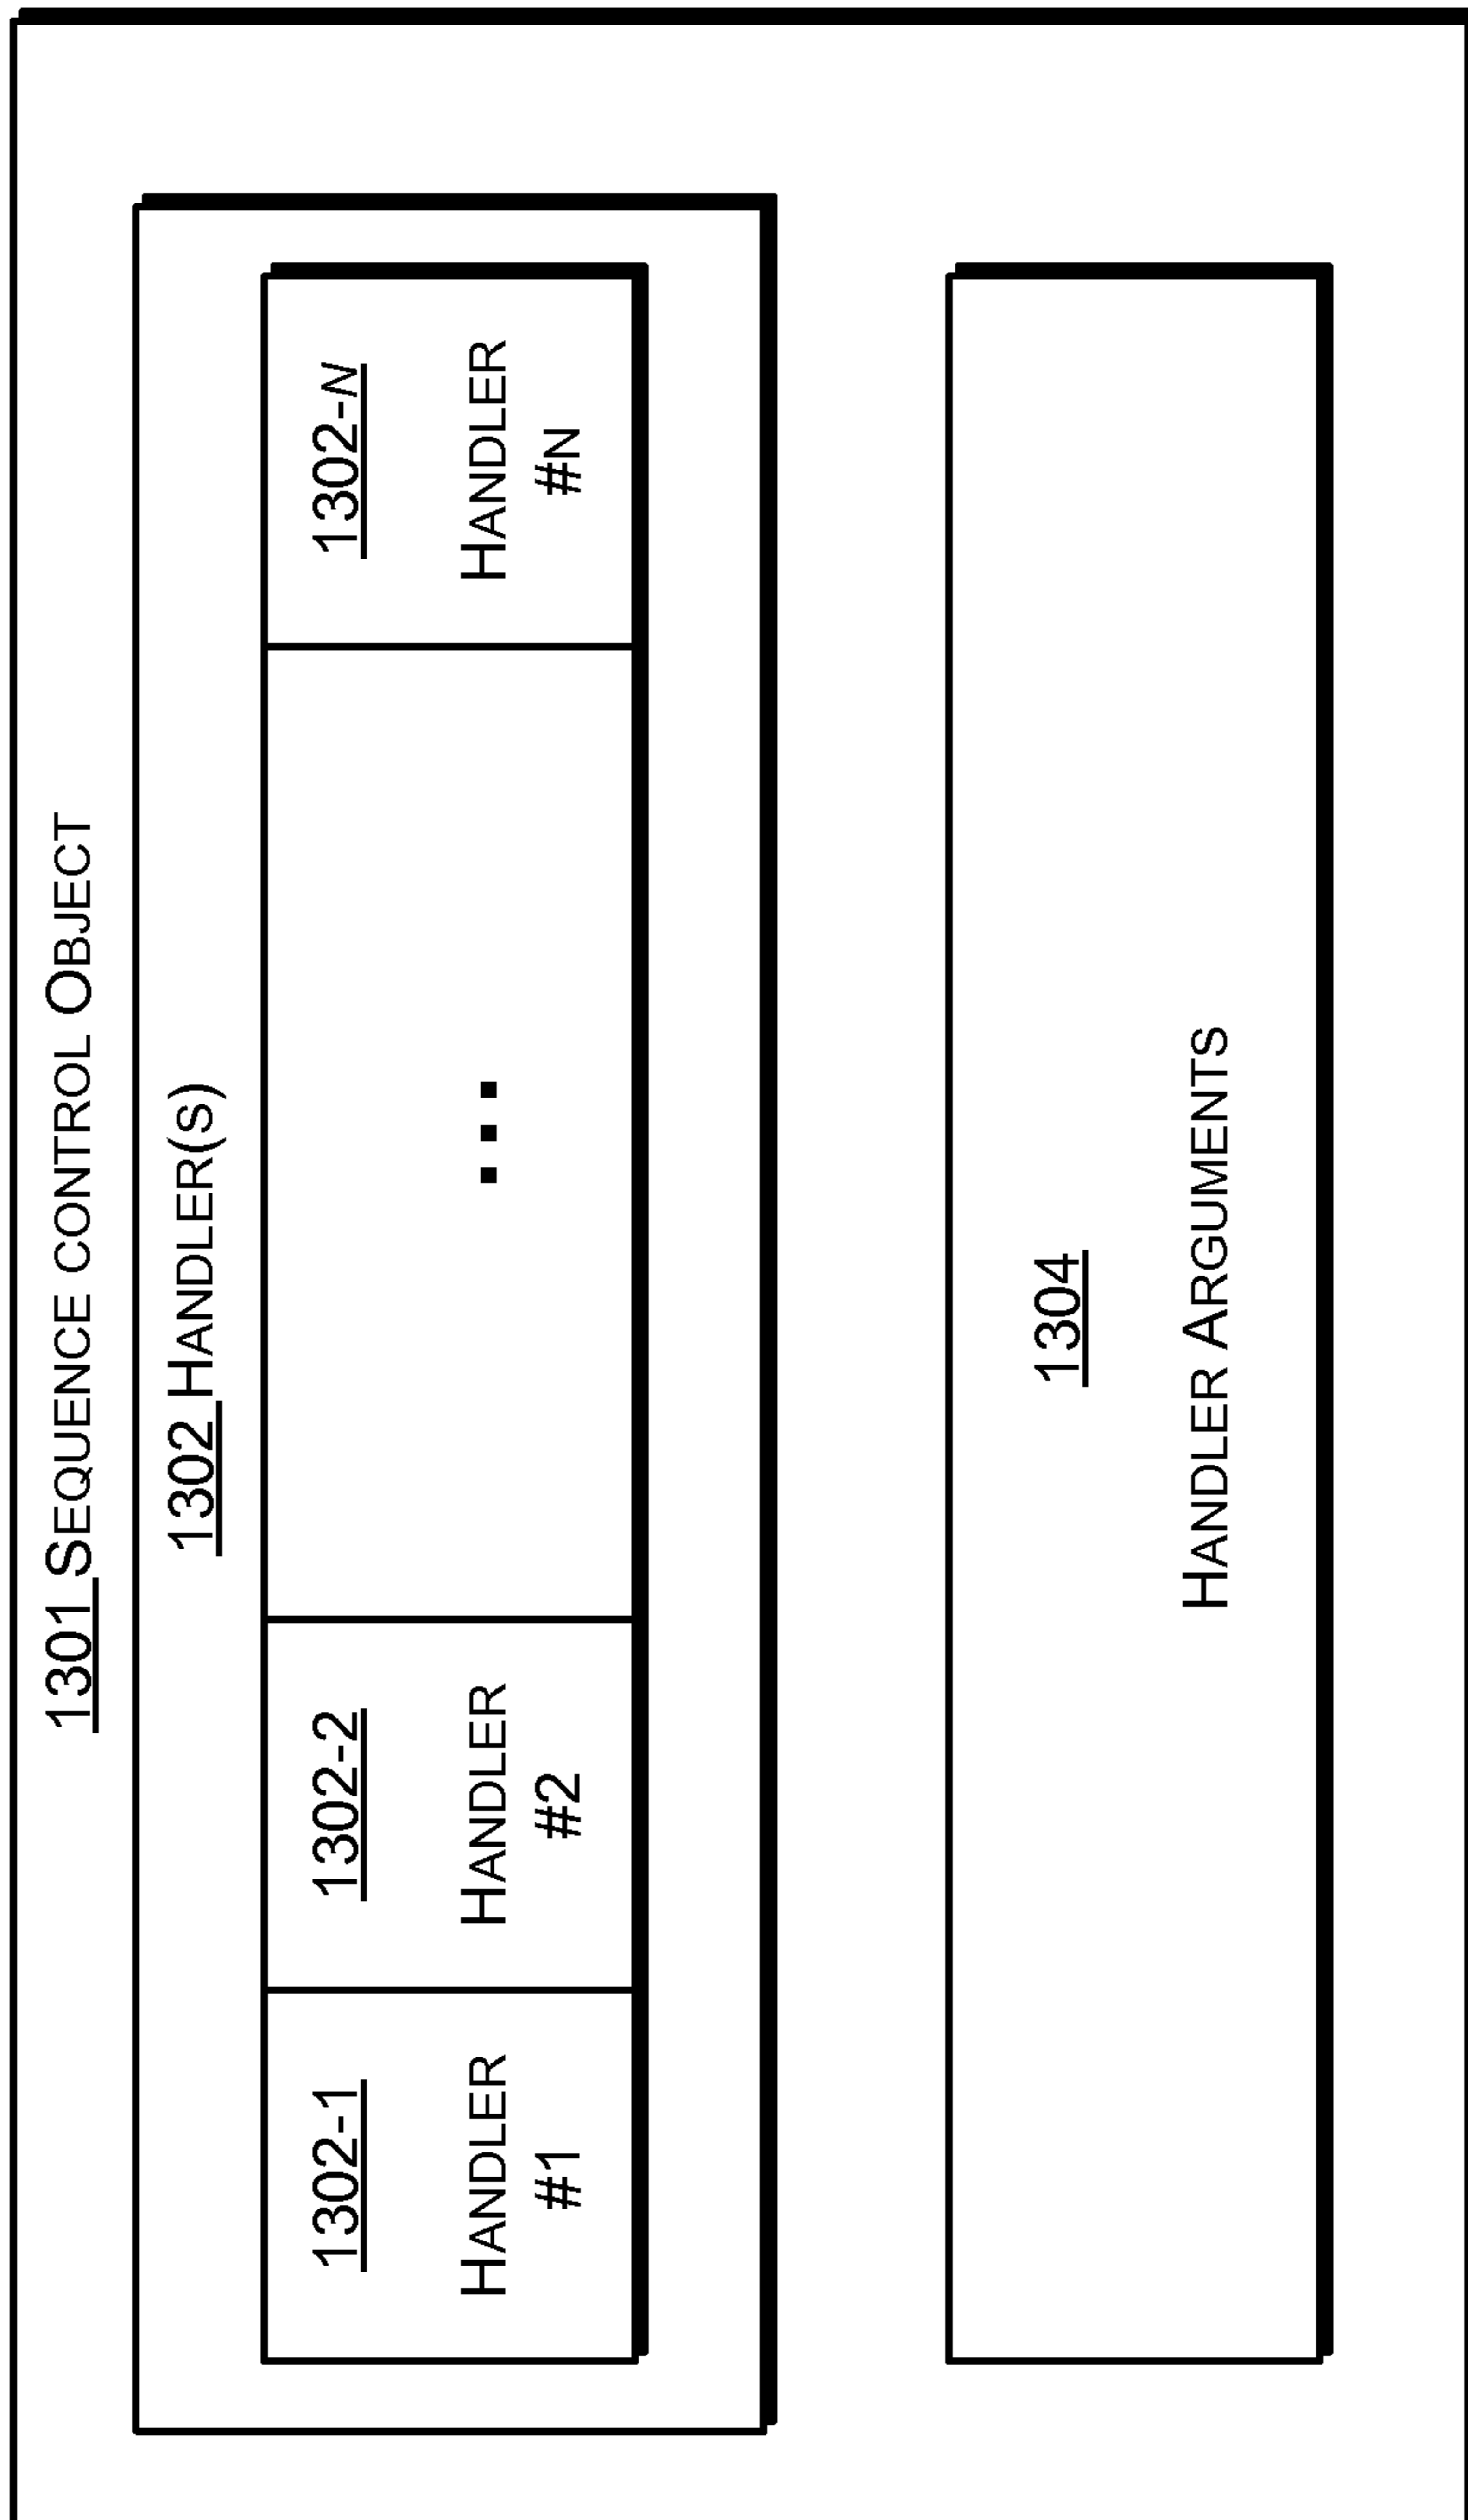 1301 SEQUENCE CONTROL OBJECT
1302 HANDLER(S)
1302-1
HANDLER
#1
1302-2
HANDLER
#2
...
1302-N
HANDLER
#N
1304
HANDLER ARGUMENTS